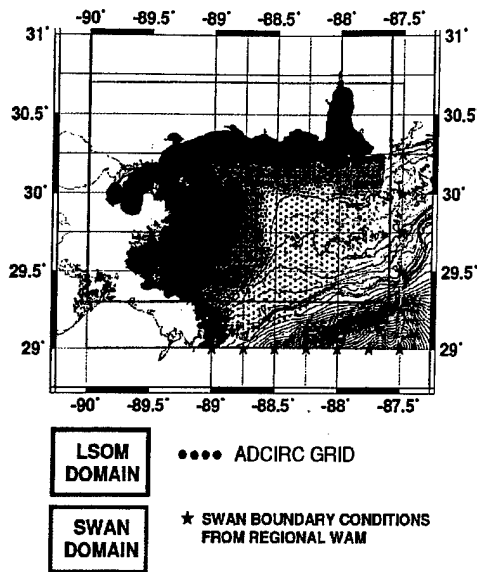 -90° -89.5° -89° -88.5° -88° -87.5°
31° 31°
30.5° 30.5°
30° 30°
29.5° 29.5°
29° 29°
-90° -89.5° -89° -88.5° -88° -87.5°
LSOM DOMAIN
ADCIRC GRID
SWAN DOMAIN
★ SWAN BOUNDARY CONDITIONS
FROM REGIONAL WAM